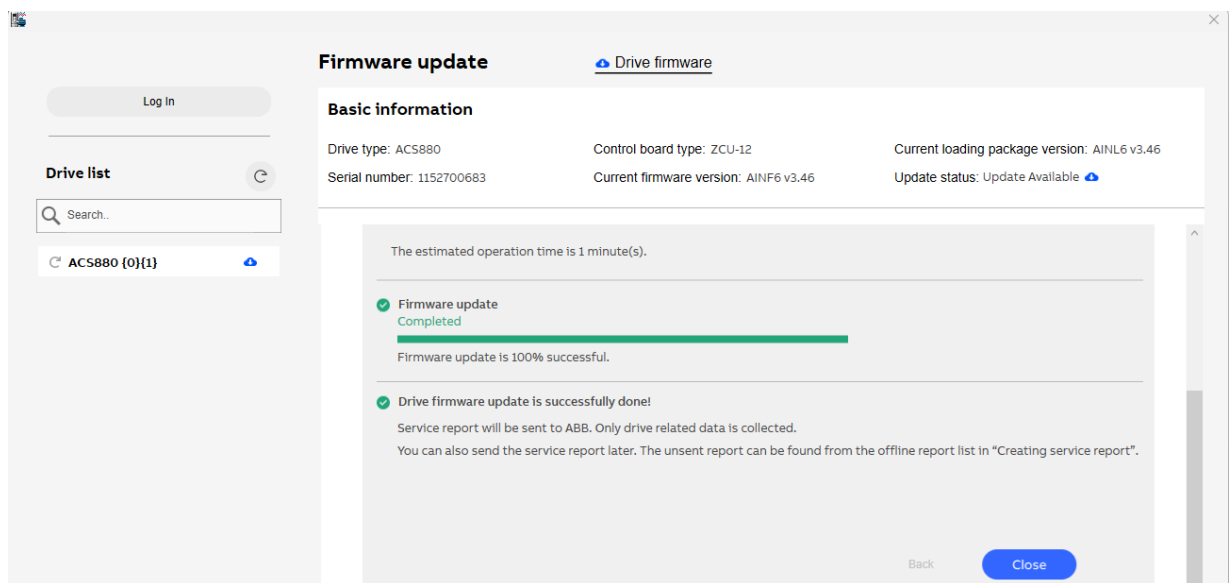 Firmware update
Drive firmware
Log In
Basic information
Drive type: ACS880
Control board type: ZCU-12
Current loading package version: AINL6 v3.46
Drive list
Serial number: 1152700683
Current firmware version: AINF6 v3.46
Update status: Update Available
Search..
ACS880 {0}{1}
The estimated operation time is 1 minute(s).
Firmware update
Completed
Firmware update is 100% successful.
Drive firmware update is successfully done!
Service report will be sent to ABB. Only drive related data is collected.
You can also send the service report later. The unsent report can be found from the offline report list in “Creating service report”.
Back
Close